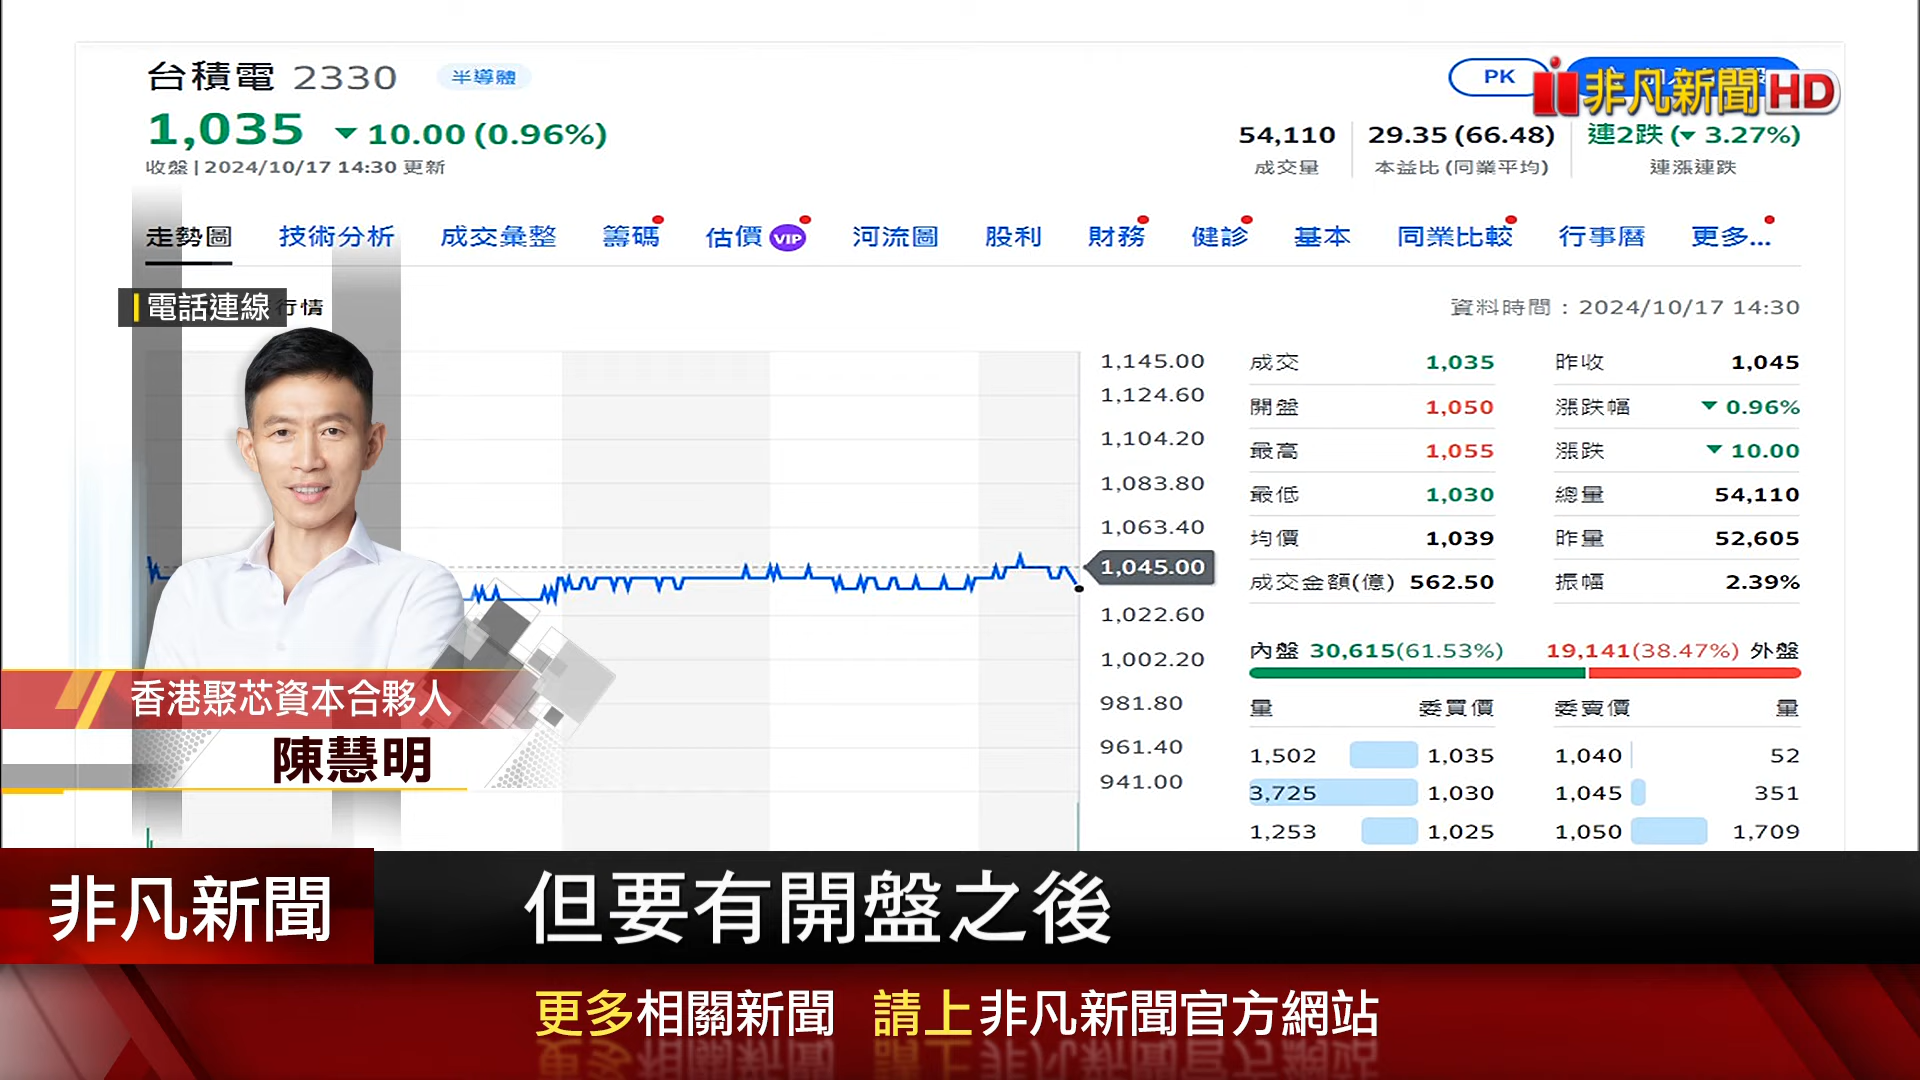 台積電 2330 半導體
PK
非凡新聞HD
1,035 ▼ 10.00 (0.96%)
收盤 | 2024/10/17 14:30 更新
54,110 29.35 (66.48) 連2跌 (▼ 3.27%)
成交量 本益比 (同業平均) 連漲連跌
走勢圖 技術分析 成交彙整 籌碼 估價 VIP 河流圖 股利 財務 健診 基本 同業比較 行事曆 更多...
電話連線
行情
資料時間：2024/10/17 14:30
1,145.00
1,124.60
1,104.20
1,083.80
1,063.40
1,045.00
1,022.60
1,002.20
981.80
961.40
941.00
成交 1,035 昨收 1,045
開盤 1,050 漲跌幅 ▼ 0.96%
最高 1,055 漲跌 ▼ 10.00
最低 1,030 總量 54,110
均價 1,039 昨量 52,605
成交金額(億) 562.50 振幅 2.39%
內盤 30,615(61.53%) 19,141(38.47%) 外盤
量 委買價 委賣價 量
1,502 1,035 1,040 52
3,725 1,030 1,045 351
1,253 1,025 1,050 1,709
香港聚芯資本合夥人
陳慧明
非凡新聞
但要有開盤之後
更多相關新聞 請上非凡新聞官方網站